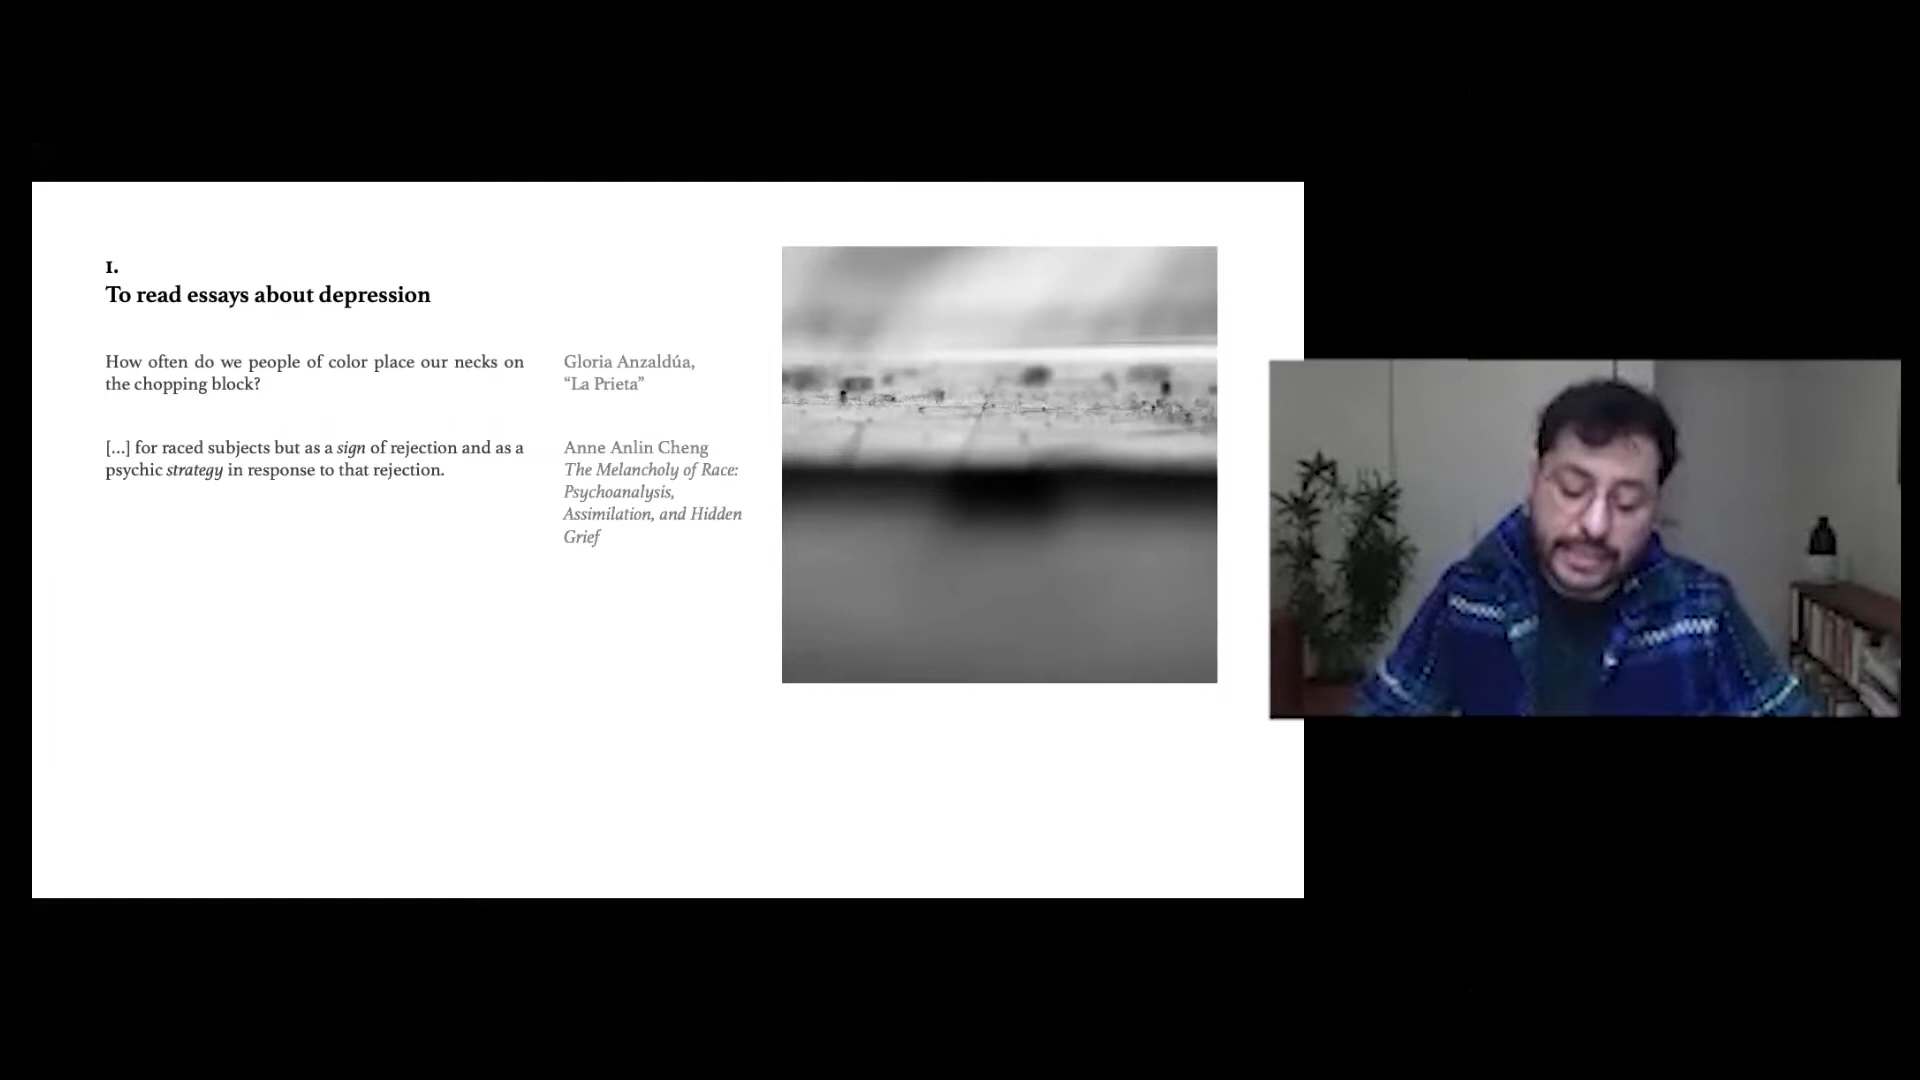 1.
To read essays about depression
How often do we people of color place our necks on
the chopping block?
Gloria Anzaldúa,
“La Prieta”
[...] for raced subjects but as a sign of rejection and as a
psychic strategy in response to that rejection.
Anne Anlin Cheng
The Melancholy of Race:
Psychoanalysis,
Assimilation, and Hidden
Grief